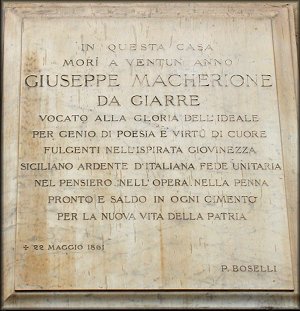 IN QUESTA CASA
MORÌ A VENTUN ANNO
GIUSEPPE MACHERIONE
DA GIARRE
VOCATO ALLA GLORIA DELL'IDEALE
PER GENIO DI POESIA E VIRTÙ DI CUORE
FULGENTI NELL'ISPIRATA GIOVINEZZA
SICILIANO ARDENTE D'ITALIANA FEDE UNITARIA
NEL PENSIERO NELL'OPERA NELLA PENNA
PRONTO E SALDO IN OGNI CIMENTO
PER LA NUOVA VITA DELLA PATRIA
+ 22 MAGGIO 1861
P. BOSELLI